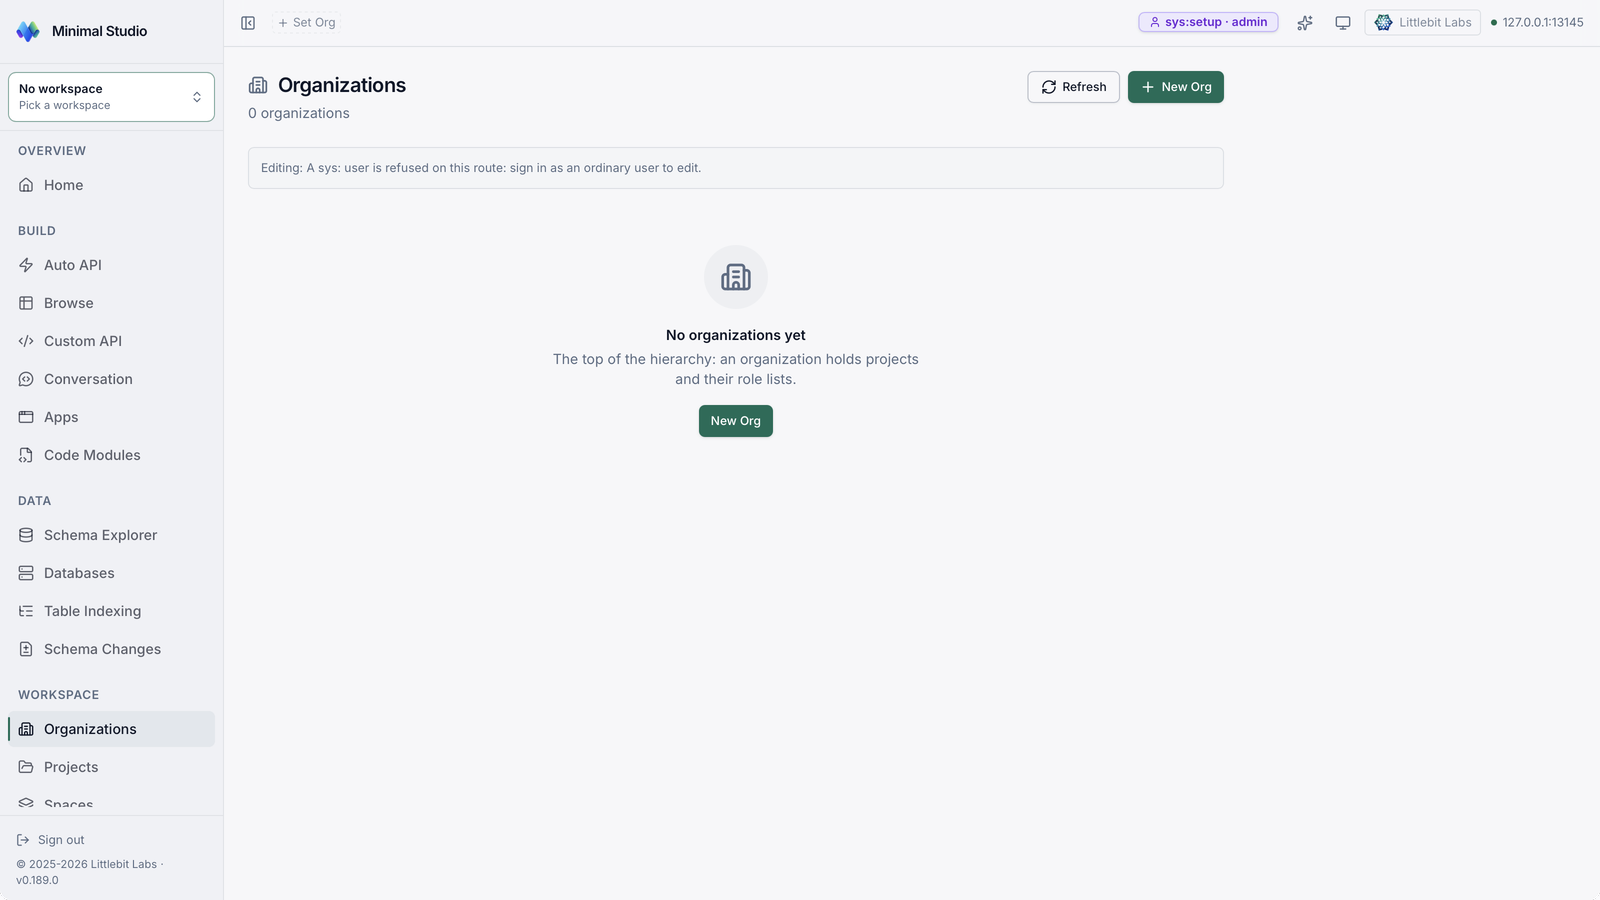 Minimal Studio
No workspace
Pick a workspace
OVERVIEW
Home
BUILD
Auto API
Browse
Custom API
Conversation
Apps
Code Modules
DATA
Schema Explorer
Databases
Table Indexing
Schema Changes
WORKSPACE
Organizations
Projects
Spaces
Sign out
© 2025-2026 Littlebit Labs ·
v0.189.0
Set Org
sys:setup · admin
Littlebit Labs
127.0.0.1:13145
Organizations
0 organizations
Refresh
New Org
Editing: A sys: user is refused on this route: sign in as an ordinary user to edit.
No organizations yet
The top of the hierarchy: an organization holds projects
and their role lists.
New Org